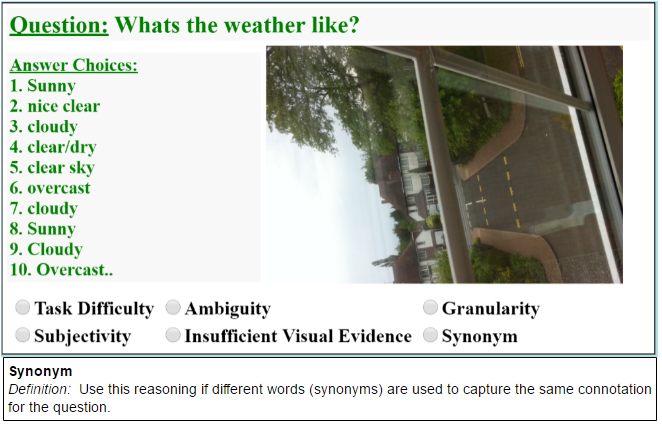 Question: Whats the weather like?
Answer Choices:
1. Sunny
2. nice clear
3. cloudy
4. clear/dry
5. clear sky
6. overcast
7. cloudy
8. Sunny
9. Cloudy
10. Overcast..
Task Difficulty Ambiguity Granularity
Subjectivity Insufficient Visual Evidence Synonym
Synonym
Definition: Use this reasoning if different words (synonyms) are used to capture the same connotation
for the question.